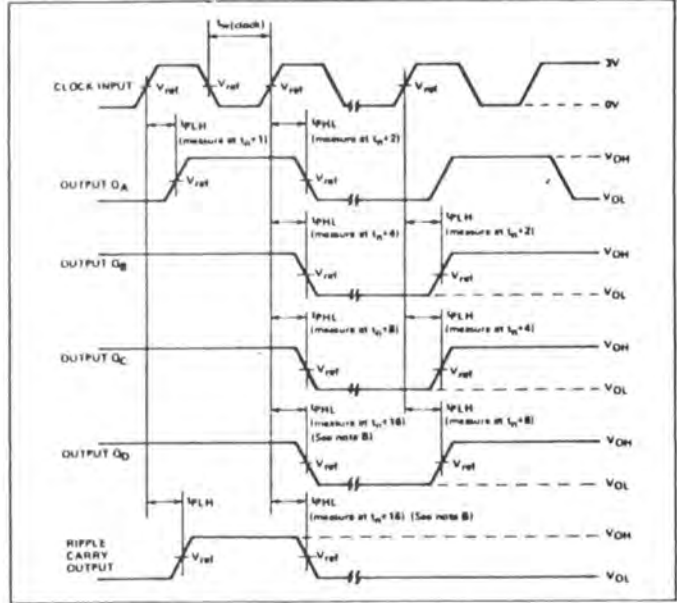 tw(clock)
3V
CLOCK INPUT
Vref Vref Vref Vref
0V
tPLH
(measure at tn+1)
tPHL
(measure at tn+2)
VOH
OUTPUT QA
Vref Vref
VOL
tPHL
(measure at tn+4)
tPLH
(measure at tn+2)
VOH
OUTPUT QB
Vref Vref
VOL
tPHL
(measure at tn+8)
tPLH
(measure at tn+4)
VOH
OUTPUT QC
Vref Vref
VOL
tPHL
(measure at tn+16)
(See note B)
tPLH
(measure at tn+8)
VOH
OUTPUT QD
Vref Vref
VOL
tPLH
tPHL
(measure at tn+16) (See note B)
VOH
RIPPLE
CARRY
OUTPUT
Vref Vref
VOL